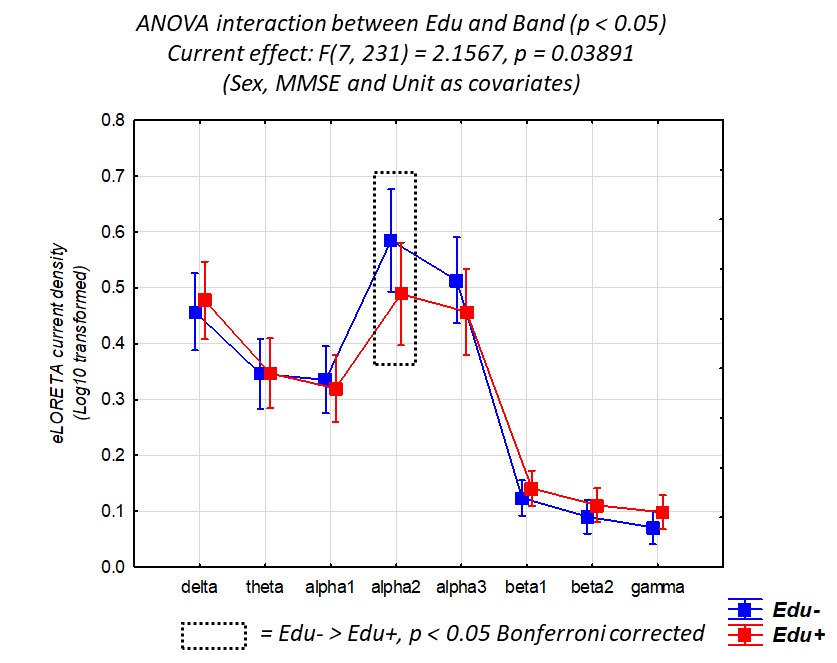 ANOVA interaction between Edu and Band (p < 0.05)
Current effect: F(7, 231) = 2.1567, p = 0.03891
(Sex, MMSE and Unit as covariates)
eLORETA current density
(Log10 transformed)
0.8
0.7
0.6
0.5
0.4
0.3
0.2
0.1
0.0
delta theta alpha1 alpha2 alpha3 beta1 beta2 gamma
Edu-
Edu+
= Edu- > Edu+, p < 0.05 Bonferroni corrected